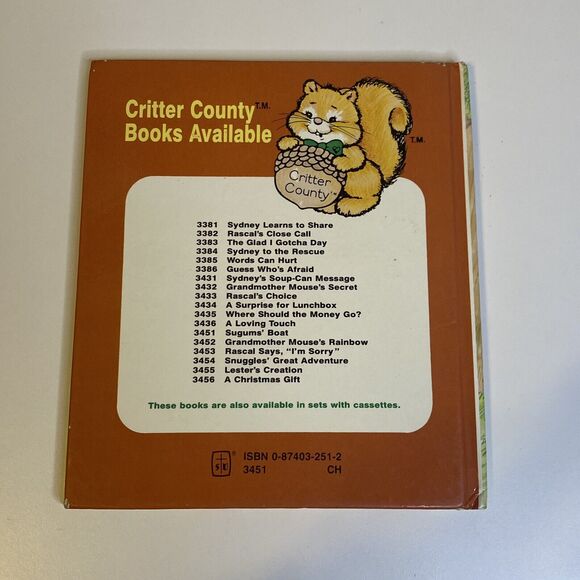 Critter County T.M.
Books Available
T.M.
Critter
County™
3381 Sydney Learns to Share
3382 Rascal's Close Call
3383 The Glad I Gotcha Day
3384 Sydney to the Rescue
3385 Words Can Hurt
3386 Guess Who's Afraid
3431 Sydney's Soup-Can Message
3432 Grandmother Mouse's Secret
3433 Rascal's Choice
3434 A Surprise for Lunchbox
3435 Where Should the Money Go?
3436 A Loving Touch
3451 Sugums' Boat
3452 Grandmother Mouse's Rainbow
3453 Rascal Says, "I'm Sorry"
3454 Snuggles' Great Adventure
3455 Lester's Creation
3456 A Christmas Gift
These books are also available in sets with cassettes.
®
ISBN 0-87403-251-2
3451 CH